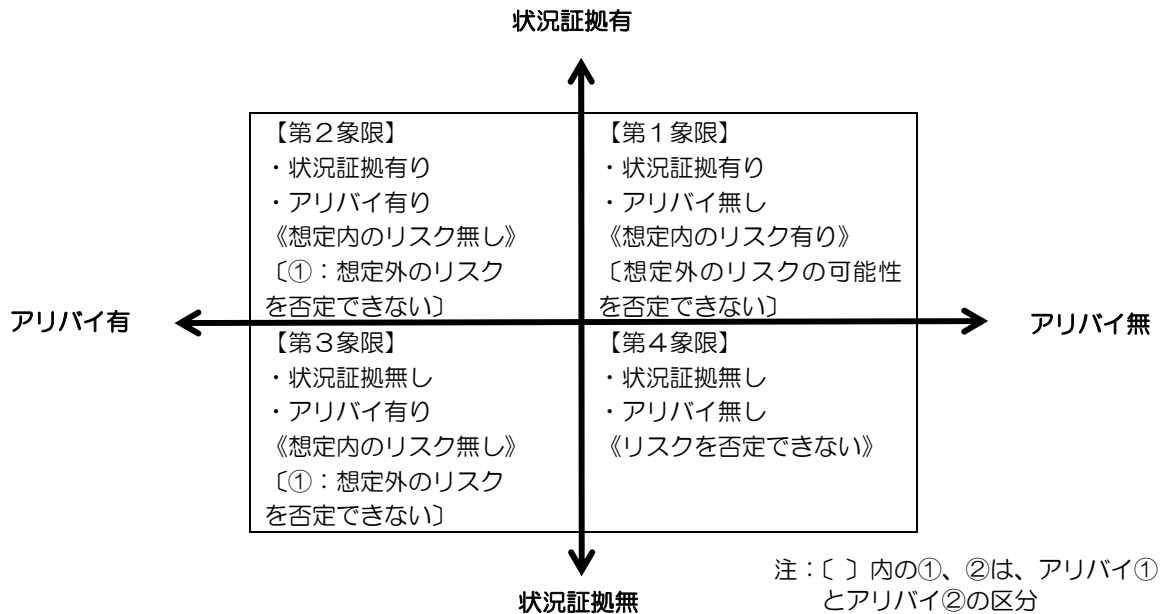 状況証拠有
【第2象限】
・状況証拠有り
・アリバイ有り
《想定内のリスク無し》
〔①：想定外のリスク
を否定できない〕
【第1象限】
・状況証拠有り
・アリバイ無し
《想定内のリスク有り》
〔想定外のリスクの可能性
を否定できない〕
アリバイ有
アリバイ無
【第3象限】
・状況証拠無し
・アリバイ有り
《想定内のリスク無し》
〔①：想定外のリスク
を否定できない〕
【第4象限】
・状況証拠無し
・アリバイ無し
《リスクを否定できない》
状況証拠無
注：〔 〕内の①、②は、アリバイ①
とアリバイ②の区分